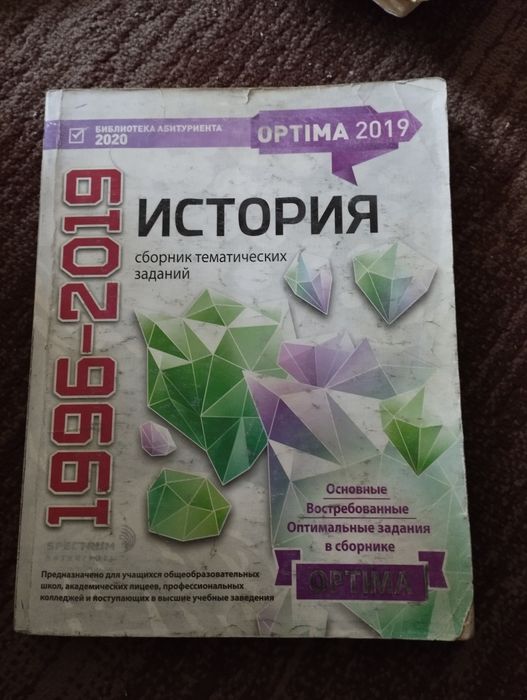 БИБЛИОТЕКА АБИТУРИЕНТА
2020
OPTIMA 2019
1996-2019
ИСТОРИЯ
сборник тематических
заданий
Основные
Востребованные
Оптимальные задания
в сборнике
OPTIMA
SPECTRUM
Предназначено для учащихся общеобразовательных
школ, академических лицеев, профессиональных
колледжей и поступающих в высшие учебные заведения